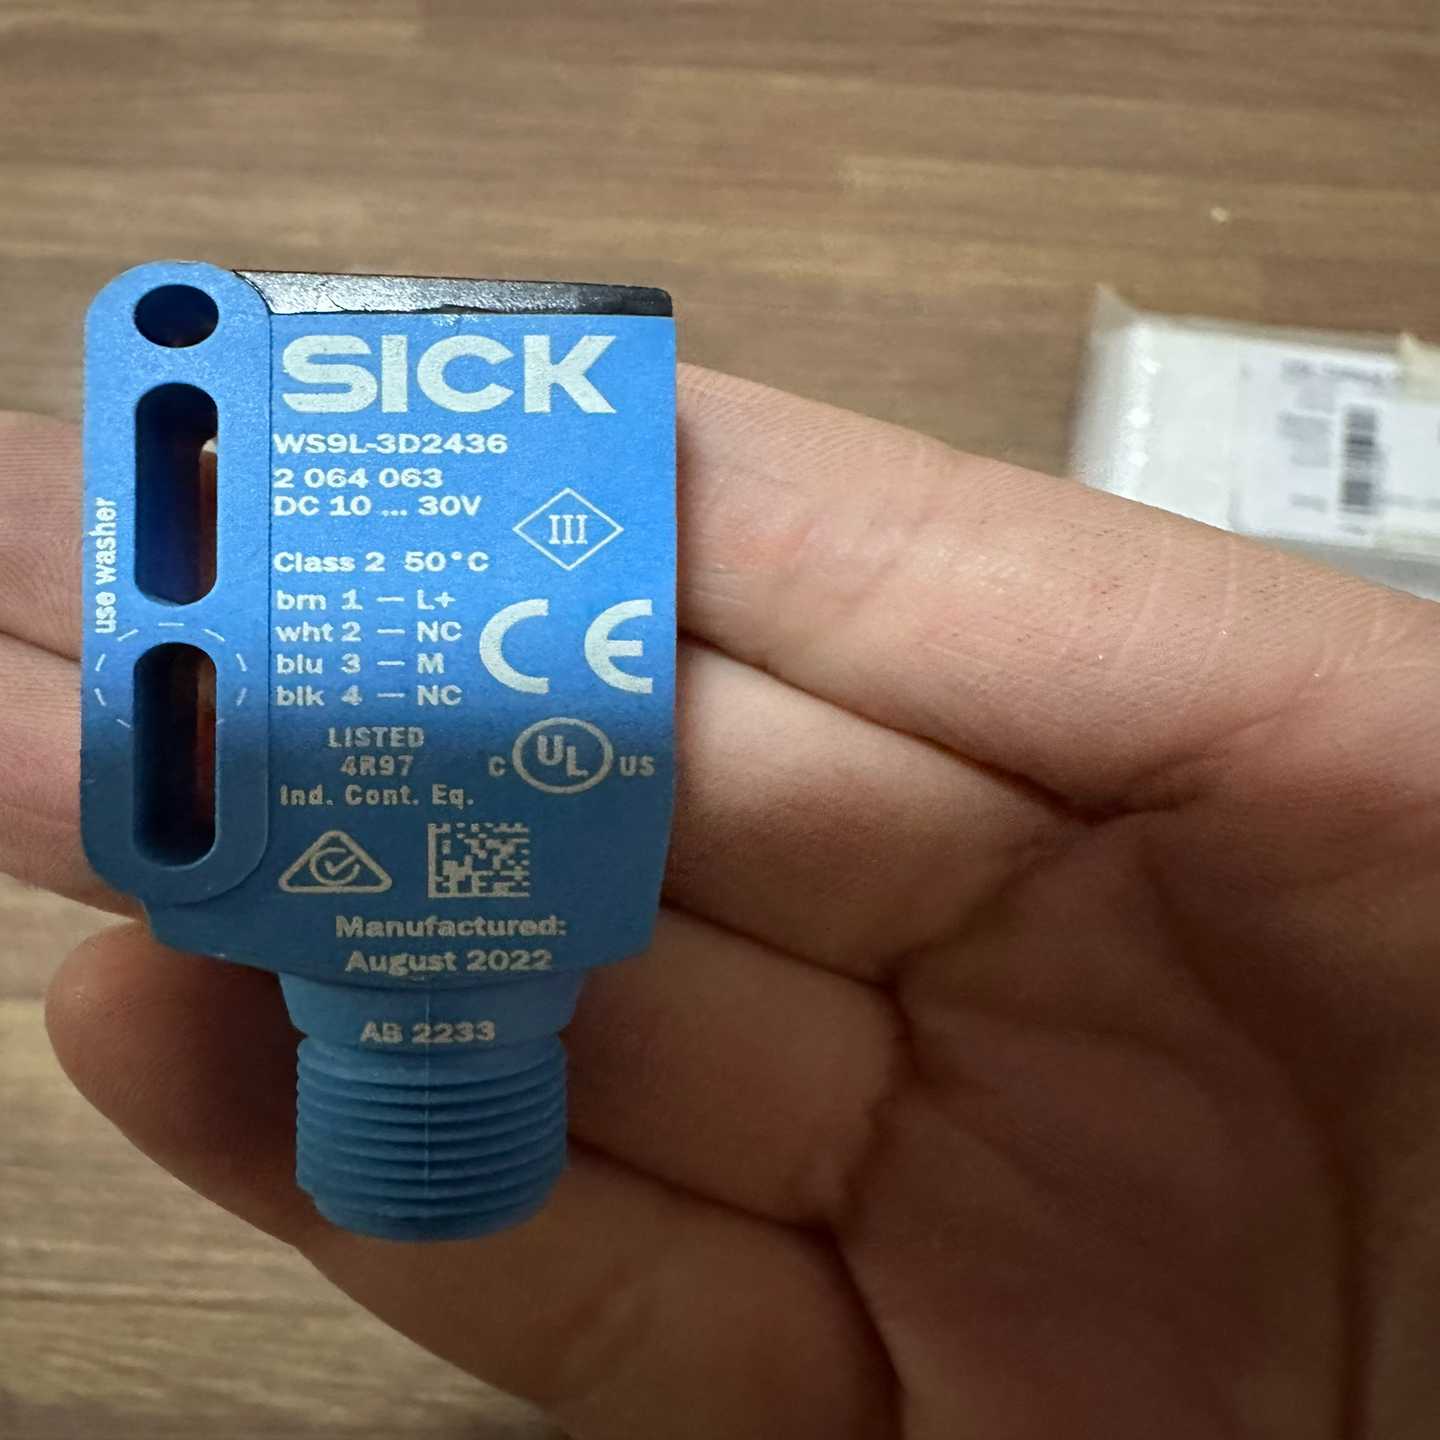 SICK
WS9L-3D2436
2 064 063
DC 10 ... 30V
III
Class 2 50°C
brn 1 — L+
wht 2 — NC
blu 3 — M
blk 4 — NC
CE
use washer
LISTED
4R97
Ind. Cont. Eq.
C UL US
Manufactured:
August 2022
AB 2233